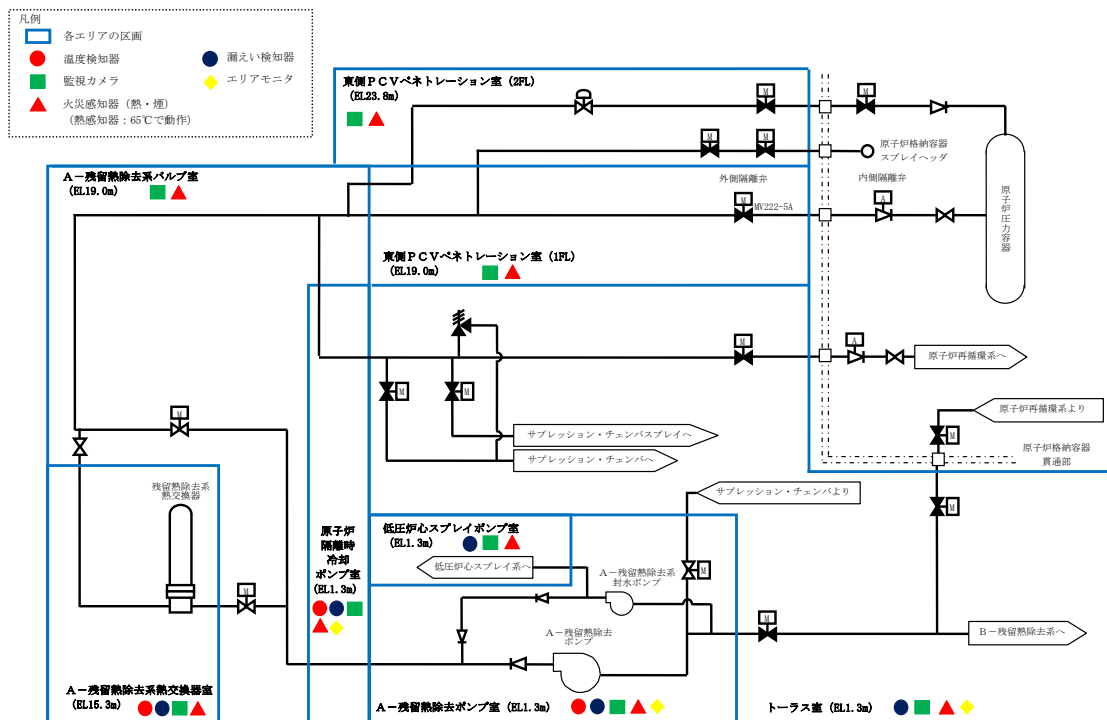 凡例
各エリアの区画
温度検知器
漏えい検知器
監視カメラ
エリアモニタ
火災感知器（熱・煙）
（熱感知器：65℃で動作）
東側ＰＣＶペネトレーション室（2FL）
(EL23.8m)
M
M
M
M
原子炉格納容器
スプレイヘッダ
A－残留熱除去系バルブ室
(EL19.0m)
外側隔離弁
内側隔離弁
M
MV222-5A
A
原子炉圧力容器
東側ＰＣＶペネトレーション室（1FL）
(EL19.0m)
M
A
原子炉再循環系へ
M
M
M
サプレッション・チェンバスプレイへ
サプレッション・チェンバへ
原子炉再循環系より
M
原子炉格納容器
貫通部
残留熱除去系
熱交換器
サプレッション・チェンバより
M
原子炉
隔離時
冷却
ポンプ室
(EL1.3m)
低圧炉心スプレイポンプ室
(EL1.3m)
低圧炉心スプレイ系へ
A－残留熱除去系
封水ポンプ
M
M
A－残留熱除去
ポンプ
M
B－残留熱除去系へ
A－残留熱除去系熱交換器室
(EL15.3m)
A－残留熱除去ポンプ室（EL1.3m）
トーラス室（EL1.3m）